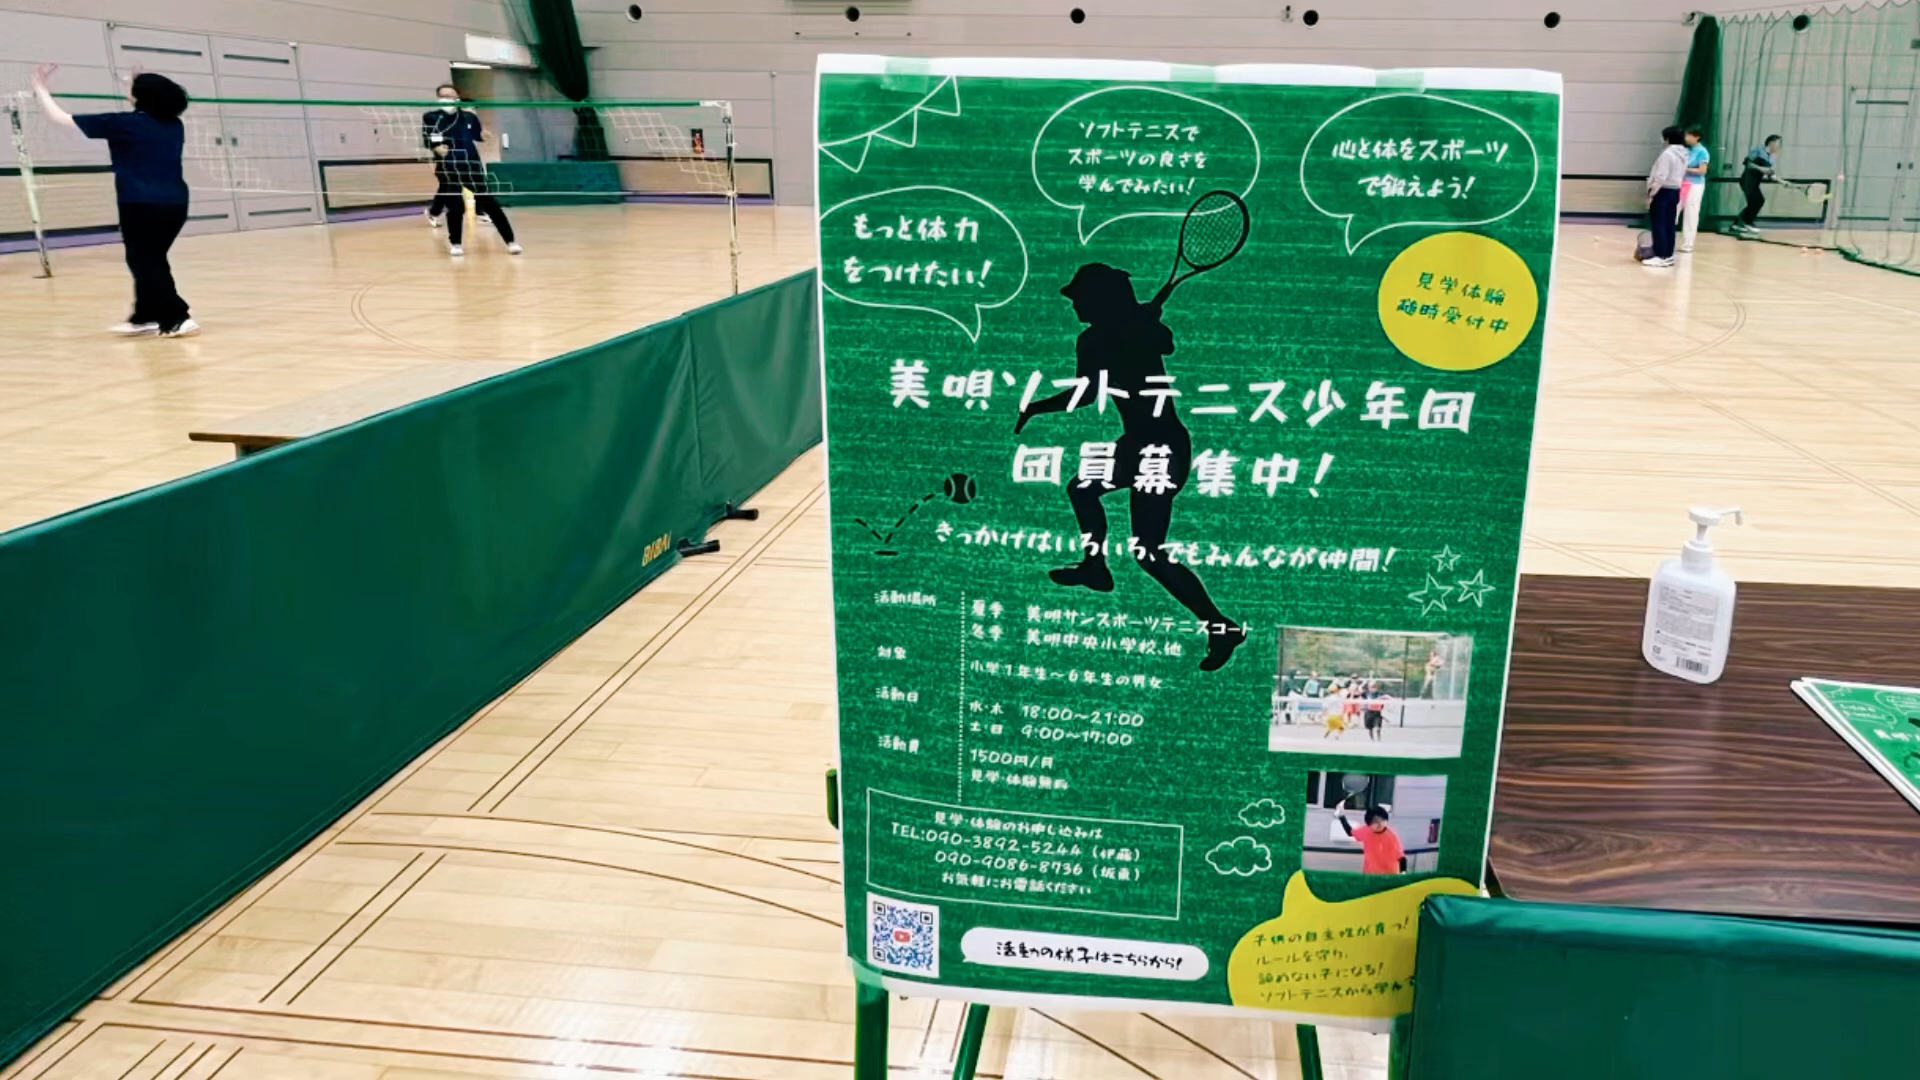 ソフトテニスで
スポーツの良さを
学んでみたい!
心と体をスポーツ
で鍛えよう!
もっと体力
をつけたい!
見学体験
随時受付中
美唄ソフトテニス少年団
団員募集中!
きっかけはいろいろ、でもみんなが仲間!
活動場所
夏季 美唄サンスポーツテニスコート
冬季 美唄中央小学校、他
対象
小学1年生~6年生の男女
活動日
水・木 18:00~21:00
土・日 9:00~17:00
活動費
1500円/月
見学・体験無料
見学・体験のお申し込みは
TEL:090-3892-5244 (伊藤)
090-9086-8736 (坂東)
お気軽にお電話ください
活動の様子はこちらから!
子供の自主性が育つ!
ルールを守り、
諦めない子になる!
ソフトテニスから学んで
BIBAI